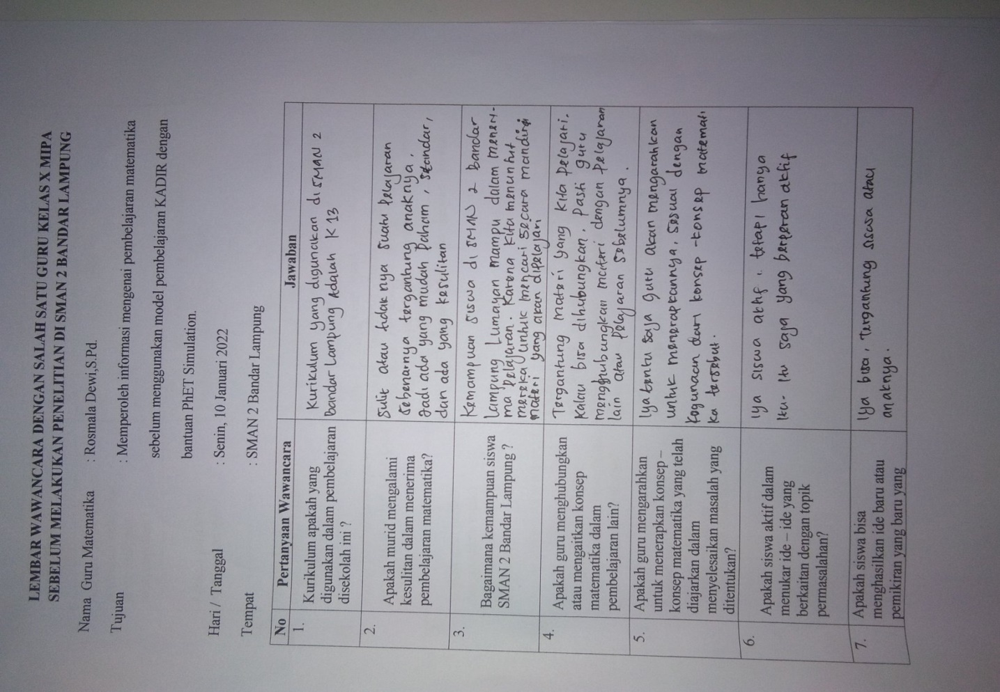 LEMBAR WAWANCARA DENGAN SALAH SATU GURU KELAS X MIPA
SEBELUM MELAKUKAN PENELITIAN DI SMAN 2 BANDAR LAMPUNG
Nama Guru Matematika : Rosmala Dewi,S.Pd.
Tujuan : Memperoleh informasi mengenai pembelajaran matematika
sebelum menggunakan model pembelajaran KADIR dengan
bantuan PhET Simulation.
Hari / Tanggal : Senin, 10 Januari 2022
Tempat : SMAN 2 Bandar Lampung
No Pertanyaan Wawancara Jawaban
1. Kurikulum apakah yang
digunakan dalam pembelajaran
disekolah ini ?
Kurikulum yang digunakan di SMAN 2
Bandar Lampung Adalah K 13
2. Apakah murid mengalami
kesulitan dalam menerima
pembelajaran matematika?
Sulit atau tidak nya suatu Pelajaran
Sebenarnya tergantung anaknya,
Jadi ada yang mudah Paham, standar,
dan ada yang kesulitan
3. Bagaimana kemampuan siswa
SMAN 2 Bandar Lampung ?
Kemampuan siswa di SMAN 2 bandar
Lampung Lumayan mampu dalam meneri-
ma Pelajaran. Karena kita menuntut
mereka untuk mencari secara mandiri
materi yang akan dipelajari
4. Apakah guru menghubungkan
atau mengaitkan konsep
matematika dalam
pembelajaran lain?
Tergantung materi yang kita Pelajari.
Kalau bisa dihubungkan, Pasti guru
menghubungkan materi dengan Pelajaran
lain atau Pelajaran Sebelumnya.
5. Apakah guru mengarahkan
untuk menerapkan konsep –
konsep matematika yang telah
diajarkan dalam
menyelesaikan masalah yang
ditentukan?
Iya tentu saja guru akan mengarahkan
untuk menerapkannya, Sesuai dengan
kegunaan dari konsep -konsep matemati
ka tersebut.
6. Apakah siswa aktif dalam
menukar ide – ide yang
berkaitan dengan topik
permasalahan?
Iya siswa aktif, tetapi hanya
itu- itu saja yang berperan aktif
7. Apakah siswa bisa
menghasilkan ide baru atau
pemikiran yang baru yang
Iya bisa, Tergantung siswa atau
anaknya.